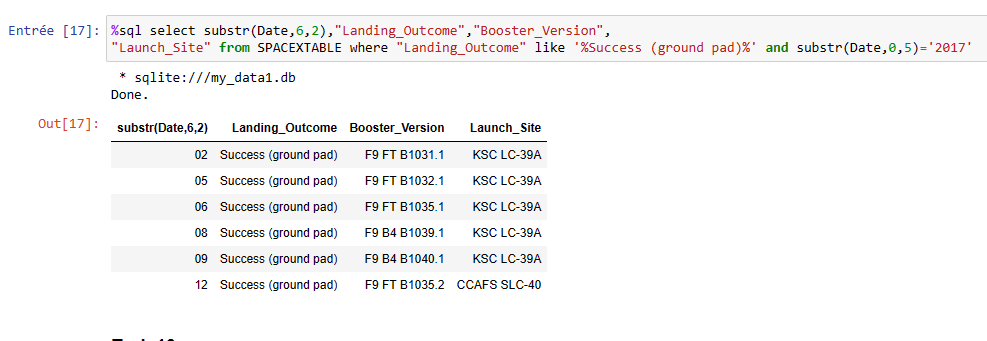 Entrée [17]: %sql select substr(Date,6,2),"Landing_Outcome","Booster_Version",
"Launch_Site" from SPACEXTABLE where "Landing_Outcome" like '%Success (ground pad)%' and substr(Date,0,5)='2017'
* sqlite:///my_data1.db
Done.
Out[17]: substr(Date,6,2) Landing_Outcome Booster_Version Launch_Site
02 Success (ground pad) F9 FT B1031.1 KSC LC-39A
05 Success (ground pad) F9 FT B1032.1 KSC LC-39A
06 Success (ground pad) F9 FT B1035.1 KSC LC-39A
08 Success (ground pad) F9 B4 B1039.1 KSC LC-39A
09 Success (ground pad) F9 B4 B1040.1 KSC LC-39A
12 Success (ground pad) F9 FT B1035.2 CCAFS SLC-40